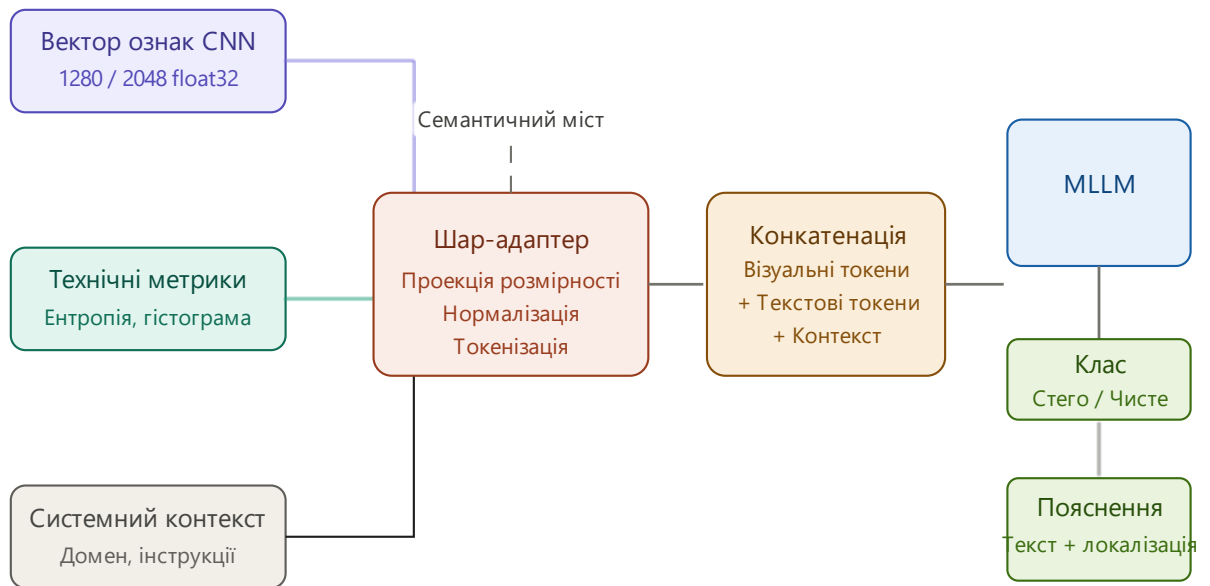 Вектор ознак CNN
1280 / 2048 float32
Семантичний міст
MLLM
Технічні метрики
Ентропія, гістограма
Шар-адаптер
Проекція розмірності
Нормалізація
Токенізація
Конкатенація
Візуальні токени
+ Текстові токени
+ Контекст
Клас
Стего / Чисте
Системний контекст
Домен, інструкції
Пояснення
Текст + локалізація